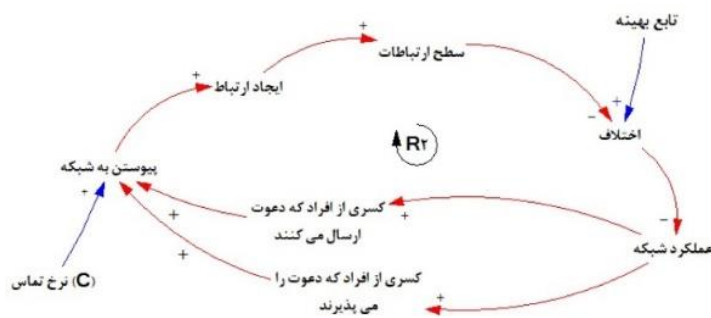 تابع بهینه
+
سطح ارتباطات
+
ایجاد ارتباط
- +
اختلاف
R۲
پیوستن به شبکه
+
کسری از افراد که دعوت
ارسال می کنند
+
+
-
عملکرد شبکه
+
کسری از افراد که دعوت را
می پذیرند
+
+
(C) نرخ تماس